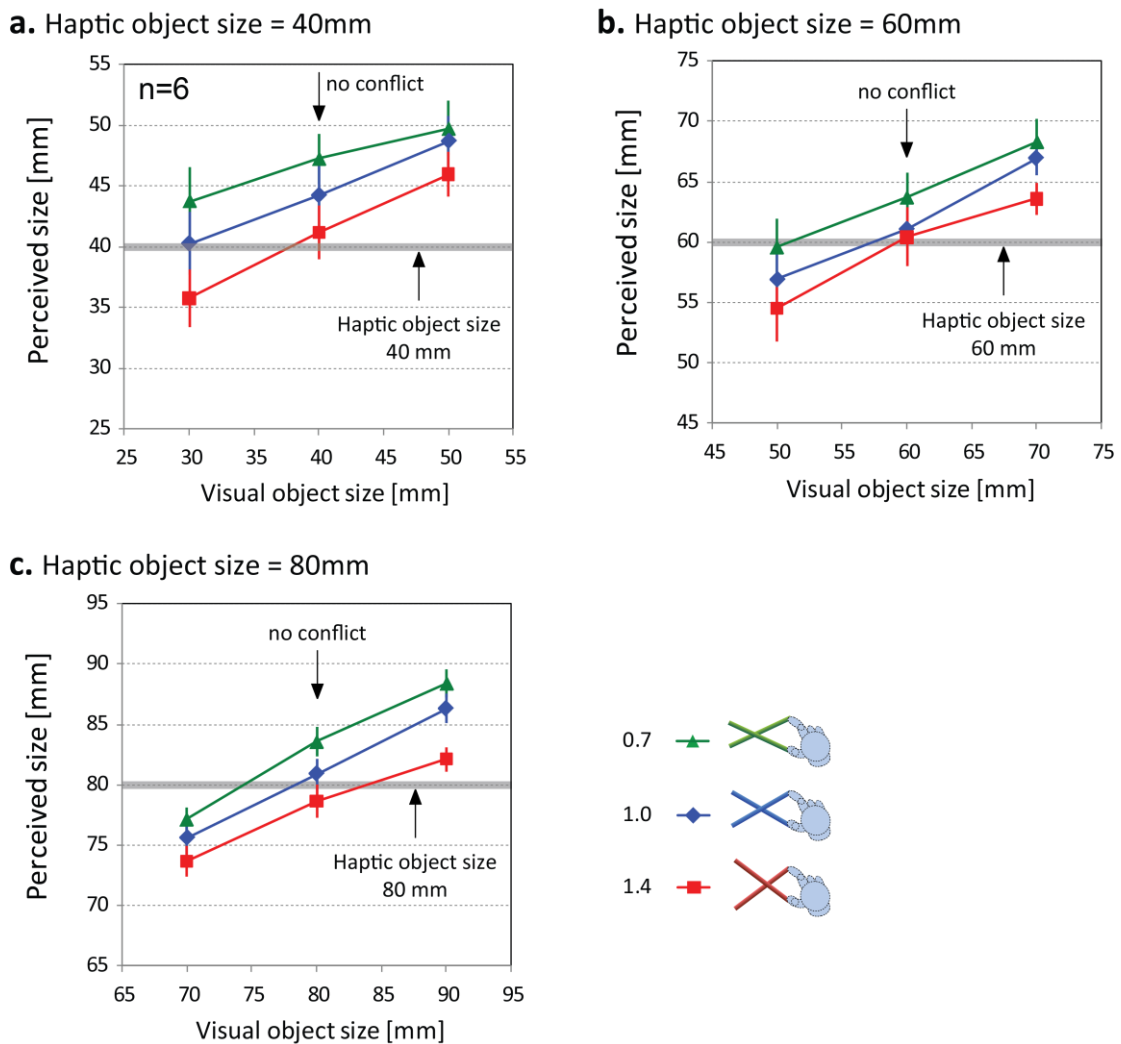 a. Haptic object size = 40mm
n=6
no conflict
55
50
45
40
35
30
25
Perceived size [mm]
Haptic object size
40 mm
25 30 35 40 45 50 55
Visual object size [mm]
b. Haptic object size = 60mm
no conflict
75
70
65
60
55
50
45
Perceived size [mm]
Haptic object size
60 mm
45 50 55 60 65 70 75
Visual object size [mm]
c. Haptic object size = 80mm
no conflict
95
90
85
80
75
70
65
Perceived size [mm]
Haptic object size
80 mm
65 70 75 80 85 90 95
Visual object size [mm]
0.7
1.0
1.4